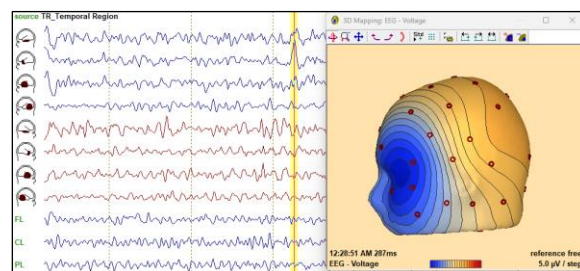 source TR_Temporal Region
3D Mapping: EEG - Voltage
Std
FL
CL
PL
12:28:51 AM 287ms
reference free
EEG - Voltage
5.0 µV / step